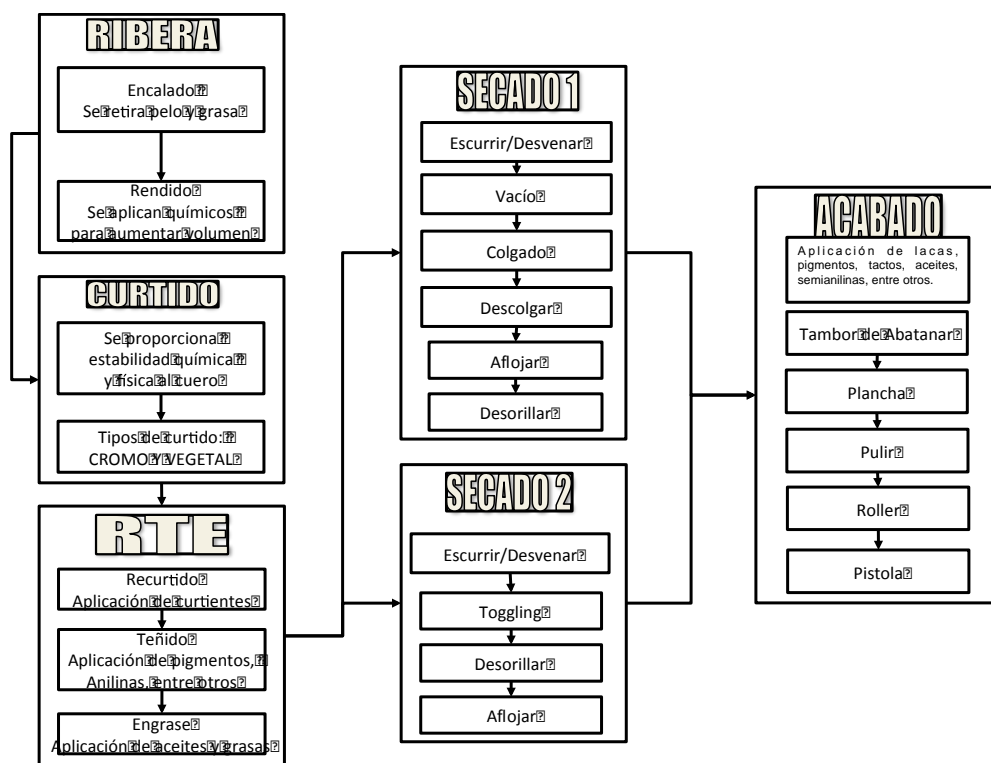 RIBERA
Encalado
Se retira pelo y grasa
Rendido
Se aplican químicos
para aumentar volumen
CURTIDO
Se proporciona
estabilidad química
y física al cuero
Tipos de curtido:
CROMO Y VEGETAL
RTE
Recurtido
Aplicación de curtientes
Teñido
Aplicación de pigmentos,
Anilinas, entre otros
Engrase
Aplicación de aceites y grasas
SECADO 1
Escurrir/Desvenar
Vacío
Colgado
Descolgar
Aflojar
Desorillar
SECADO 2
Escurrir/Desvenar
Toggling
Desorillar
Aflojar
ACABADO
Aplicación de lacas,
pigmentos, tactos, aceites,
semianilinas, entre otros.
Tambor de Abatanar
Plancha
Pulir
Roller
Pistola